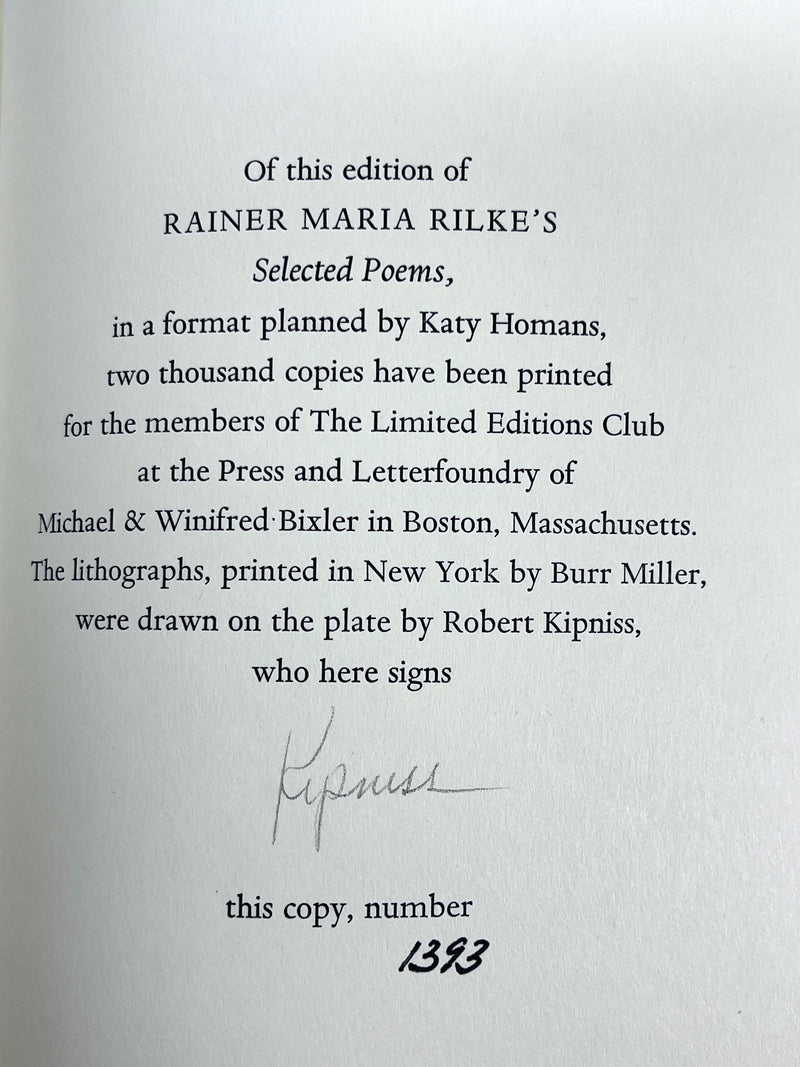 Of this edition of
RAINER MARIA RILKE'S
Selected Poems,
in a format planned by Katy Homans,
two thousand copies have been printed
for the members of The Limited Editions Club
at the Press and Letterfoundry of
Michael & Winifred Bixler in Boston, Massachusetts.
The lithographs, printed in New York by Burr Miller,
were drawn on the plate by Robert Kipniss,
who here signs
Kipniss
this copy, number
1393